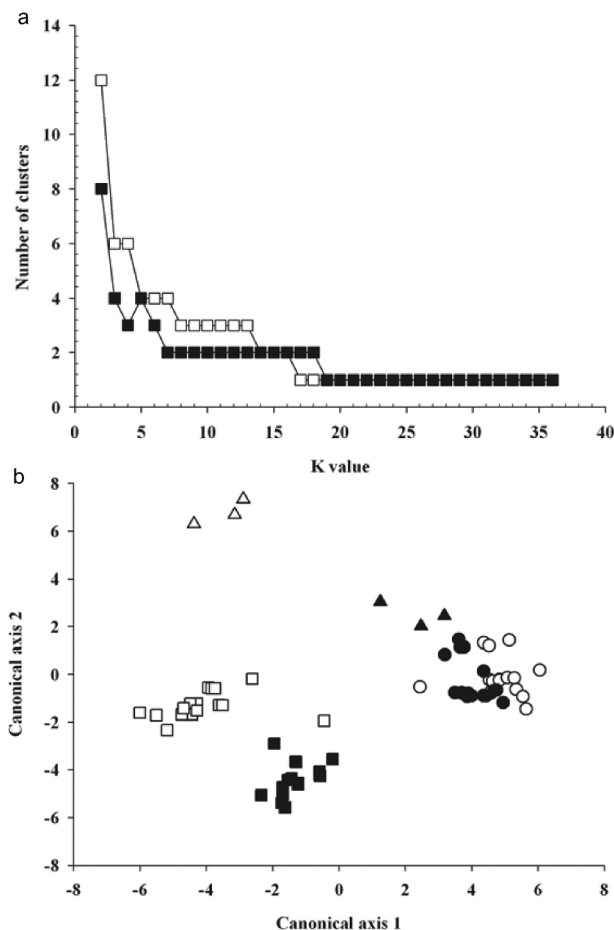 a
14
12
10
8
6
4
2
0
Number of clusters
0 5 10 15 20 25 30 35 40
K value
b
8
6
4
2
0
-2
-4
-6
-8
Canonical axis 2
-8 -6 -4 -2 0 2 4 6 8
Canonical axis 1